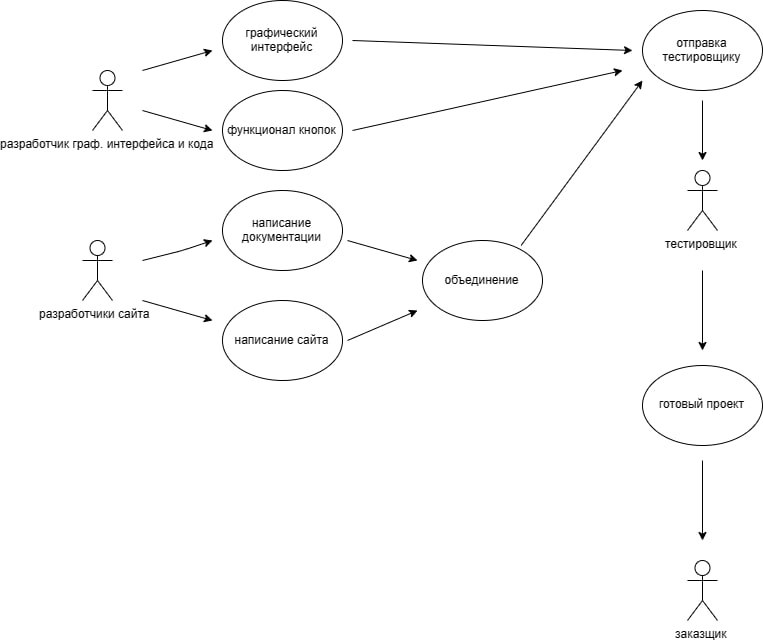 графический
интерфейс
отправка
тестировщику
функционал кнопок
разработчик граф. интерфейса и кода
написание
документации
тестировщик
объединение
разработчики сайта
написание сайта
готовый проект
заказщик